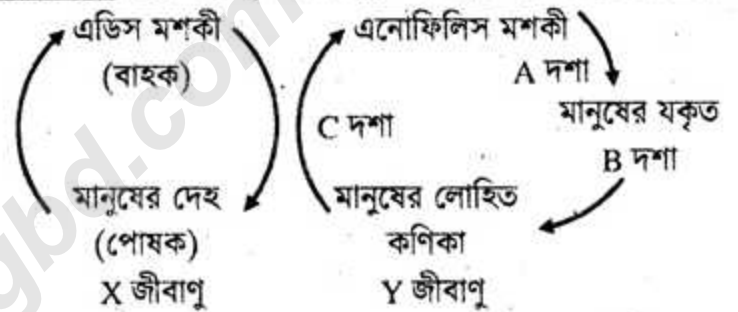 এডিস মশকী
(বাহক)
মানুষের দেহ
(পোষক)
X জীবাণু
এনোফিলিস মশকী
A দশা
মানুষের যকৃত
B দশা
C দশা
মানুষের লোহিত
কণিকা
Y জীবাণু